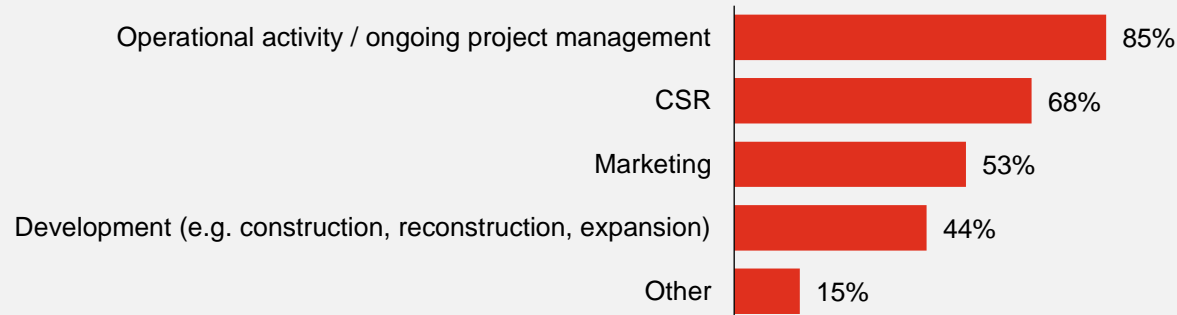 Operational activity / ongoing project management 85%
CSR 68%
Marketing 53%
Development (e.g. construction, reconstruction, expansion) 44%
Other 15%